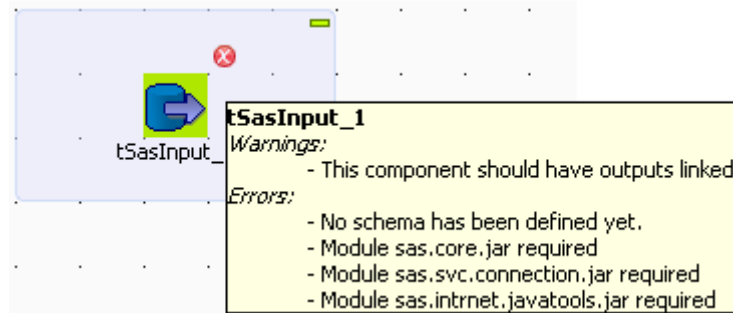 tSasInput_1
Warnings:
- This component should have outputs linked
Errors:
- No schema has been defined yet.
- Module sas.core.jar required
- Module sas.svc.connection.jar required
- Module sas.intrnet.javatools.jar required
tSasInput_